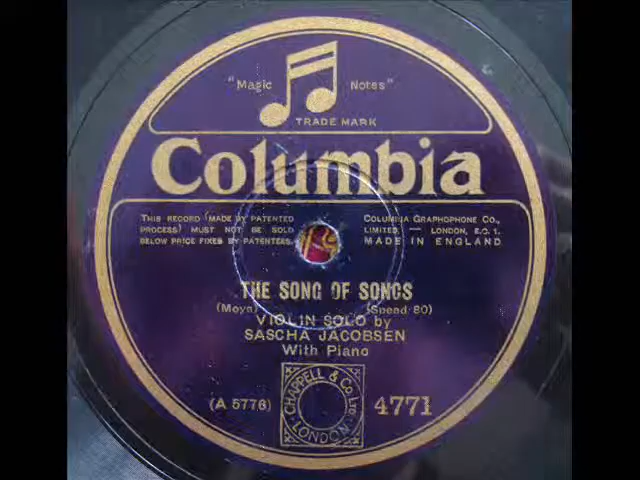 "Magic Notes"
TRADE MARK
Columbia
THIS RECORD (MADE BY PATENTED
PROCESS) MUST NOT BE SOLD
BELOW PRICE FIXED BY PATENTEES.
COLUMBIA GRAPHOPHONE CO.,
LIMITED. — LONDON, E.C.1.
MADE IN ENGLAND
THE SONG OF SONGS
(Moya) (Speed 80)
VIOLIN SOLO by
SASCHA JACOBSEN
With Piano
(A 5776) 4771
CHAPPELL & Co. LTD.
LONDON